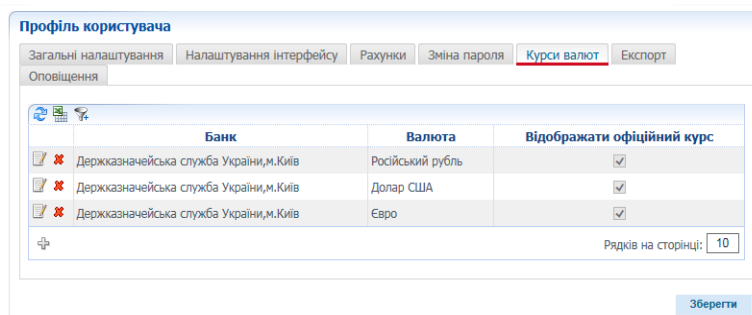 Профіль користувача
Загальні налаштування Налаштування інтерфейсу Рахунки Зміна пароля Курси валют Експорт
Оповіщення
Банк Валюта Відображати офіційний курс
Держказначейська служба України,м.Київ Російський рубль
Держказначейська служба України,м.Київ Долар США
Держказначейська служба України,м.Київ Євро
Рядків на сторінці: 10
Зберегти